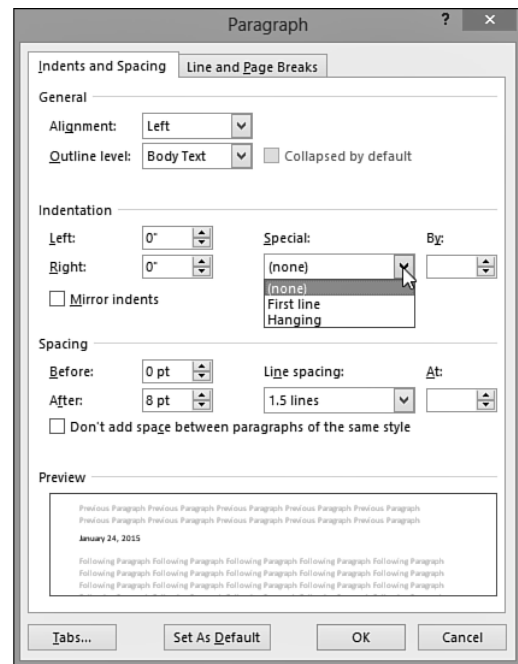 Paragraph ? ×
Indents and Spacing Line and Page Breaks
General
Alignment: Left
Outline level: Body Text Collapsed by default
Indentation
Left: 0" Special: By:
Right: 0" (none)
Mirror indents (none)
First line
Hanging
Spacing
Before: 0 pt Line spacing: At:
After: 8 pt 1.5 lines
Don't add space between paragraphs of the same style
Preview
Previous Paragraph Previous Paragraph Previous Paragraph Previous Paragraph Previous Paragraph
Previous Paragraph Previous Paragraph Previous Paragraph Previous Paragraph Previous Paragraph
January 24, 2015
Following Paragraph Following Paragraph Following Paragraph Following Paragraph Following Paragraph
Following Paragraph Following Paragraph Following Paragraph Following Paragraph Following Paragraph
Following Paragraph Following Paragraph Following Paragraph Following Paragraph Following Paragraph
Tabs... Set As Default OK Cancel